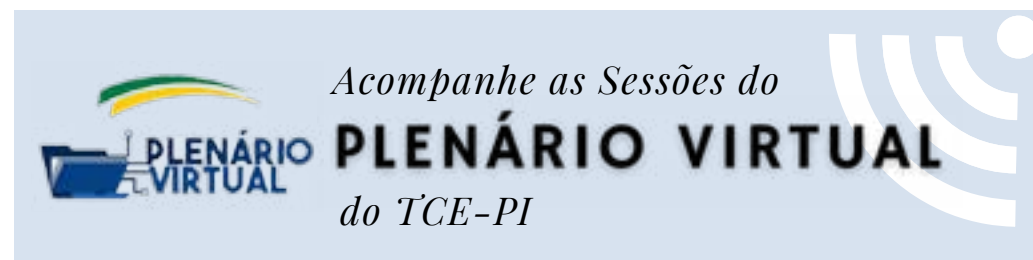 PLENÁRIO
VIRTUAL
Acompanhe as Sessões do
PLENÁRIO VIRTUAL
do TCE-PI